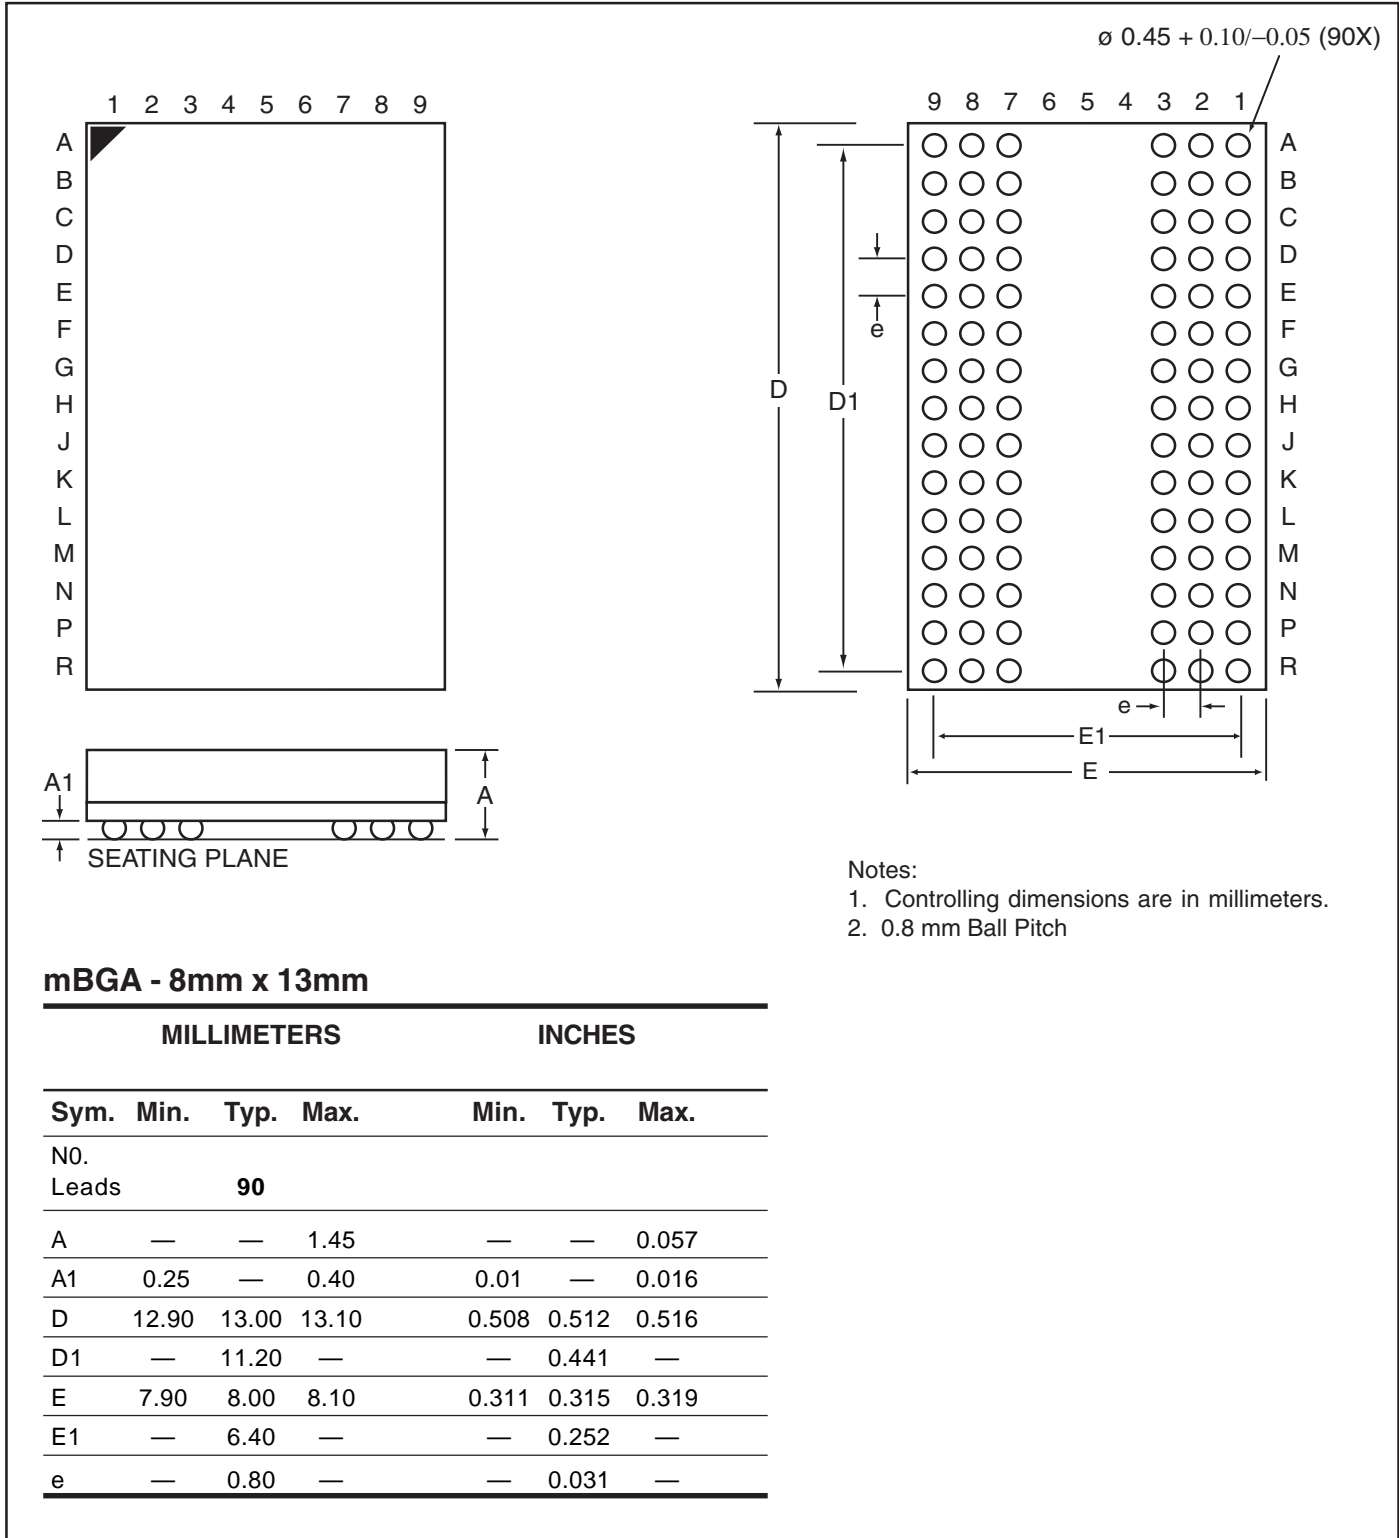 ø 0.45 + 0.10/–0.05 (90X)
1 2 3 4 5 6 7 8 9
A
B
C
D
E
F
G
H
J
K
L
M
N
P
R
9 8 7 6 5 4 3 2 1
A
B
C
D
E
F
G
H
J
K
L
M
N
P
R
e
D
D1
e
E1
E
A1
A
SEATING PLANE
Notes:
1. Controlling dimensions are in millimeters.
2. 0.8 mm Ball Pitch
mBGA - 8mm x 13mm
MILLIMETERS INCHES
Sym. Min. Typ. Max. Min. Typ. Max.
N0.
Leads 90
A — — 1.45 — — 0.057
A1 0.25 — 0.40 0.01 — 0.016
D 12.90 13.00 13.10 0.508 0.512 0.516
D1 — 11.20 — — 0.441 —
E 7.90 8.00 8.10 0.311 0.315 0.319
E1 — 6.40 — — 0.252 —
e — 0.80 — — 0.031 —